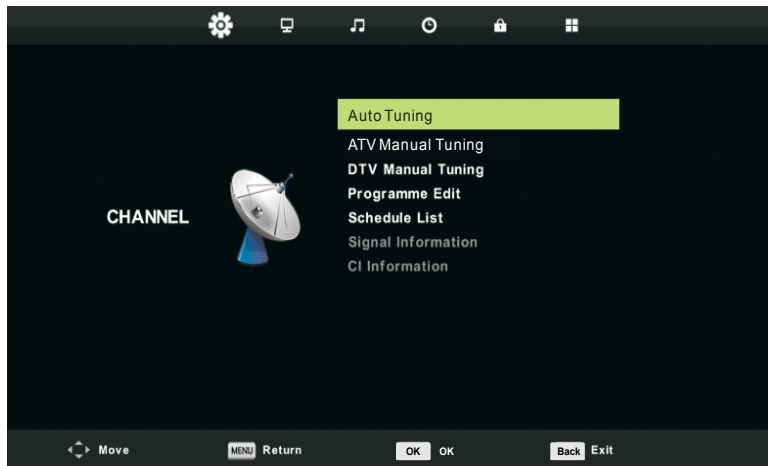 Auto Tuning
ATV Manual Tuning
DTV Manual Tuning
Programme Edit
CHANNEL
Schedule List
Signal Information
CI Information
Move
MENU Return
OK OK
Back Exit